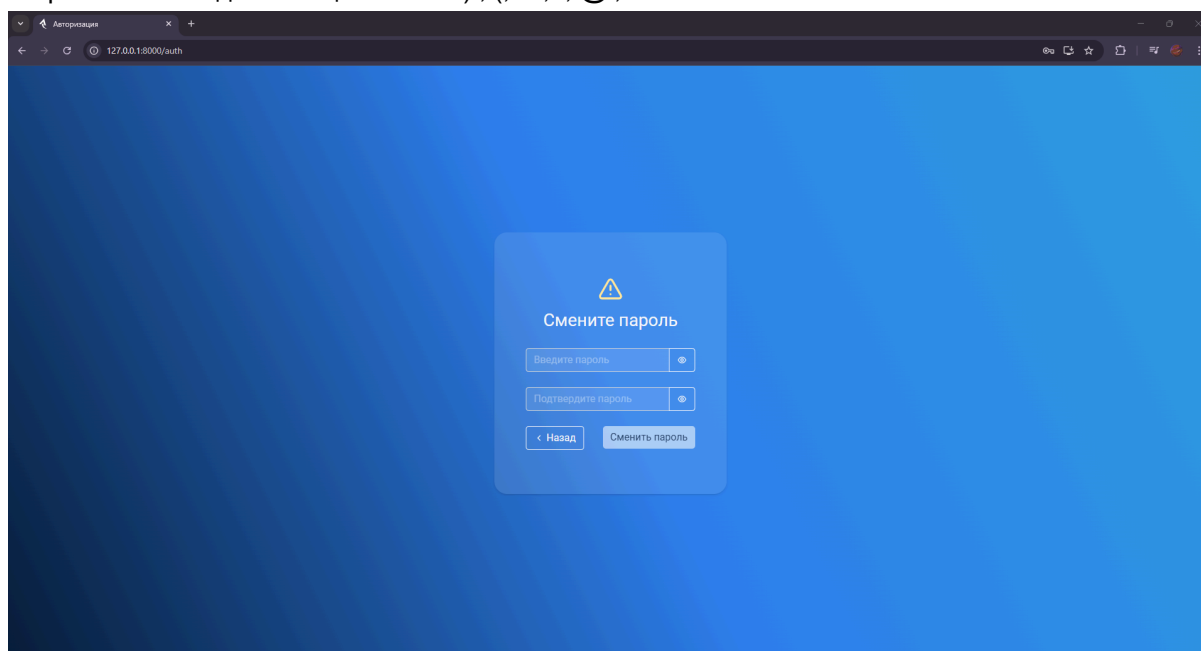 Авторизация
127.0.0.1:8000/auth
Смените пароль
Введите пароль
Подтвердите пароль
Назад
Сменить пароль